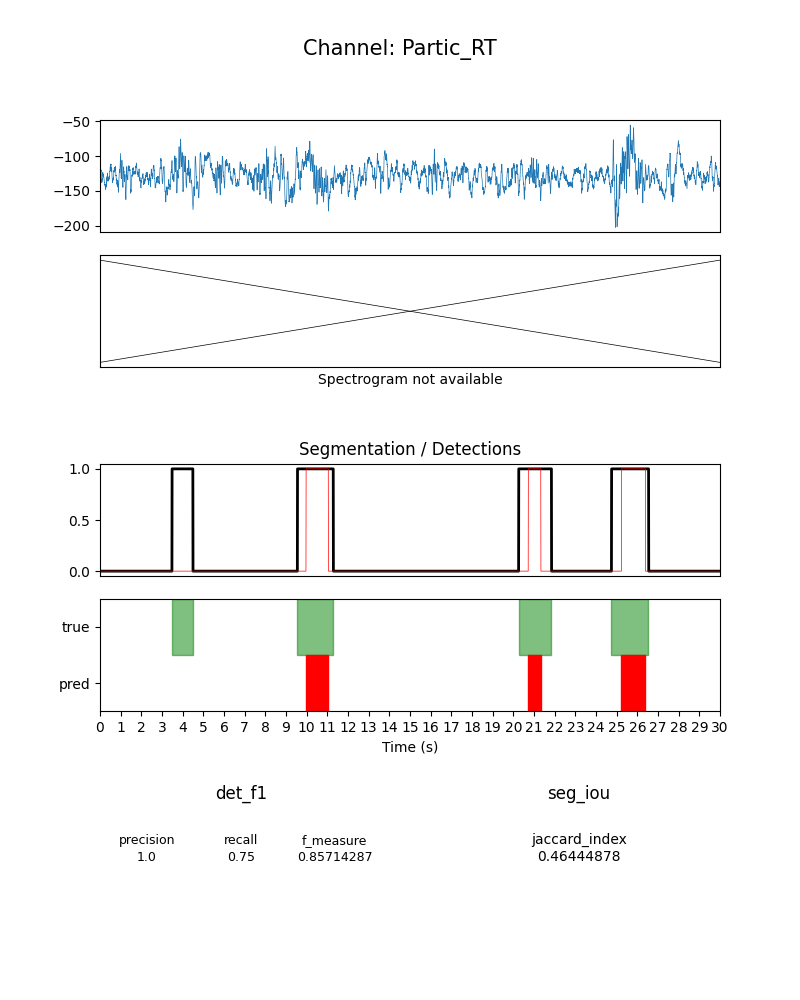 Channel: Partic_RT
−50
−100
−150
−200
Spectrogram not available
Segmentation / Detections
1.0
0.5
0.0
true
pred
0 1 2 3 4 5 6 7 8 9 10 11 12 13 14 15 16 17 18 19 20 21 22 23 24 25 26 27 28 29 30
Time (s)
det_f1 seg_iou
precision recall f_measure jaccard_index
1.0 0.75 0.85714287 0.46444878